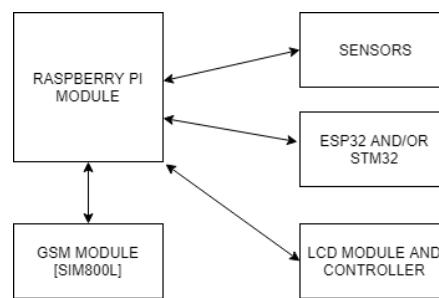 RASPBERRY PI
MODULE
SENSORS
ESP32 AND/OR
STM32
GSM MODULE
[SIM800L]
LCD MODULE AND
CONTROLLER